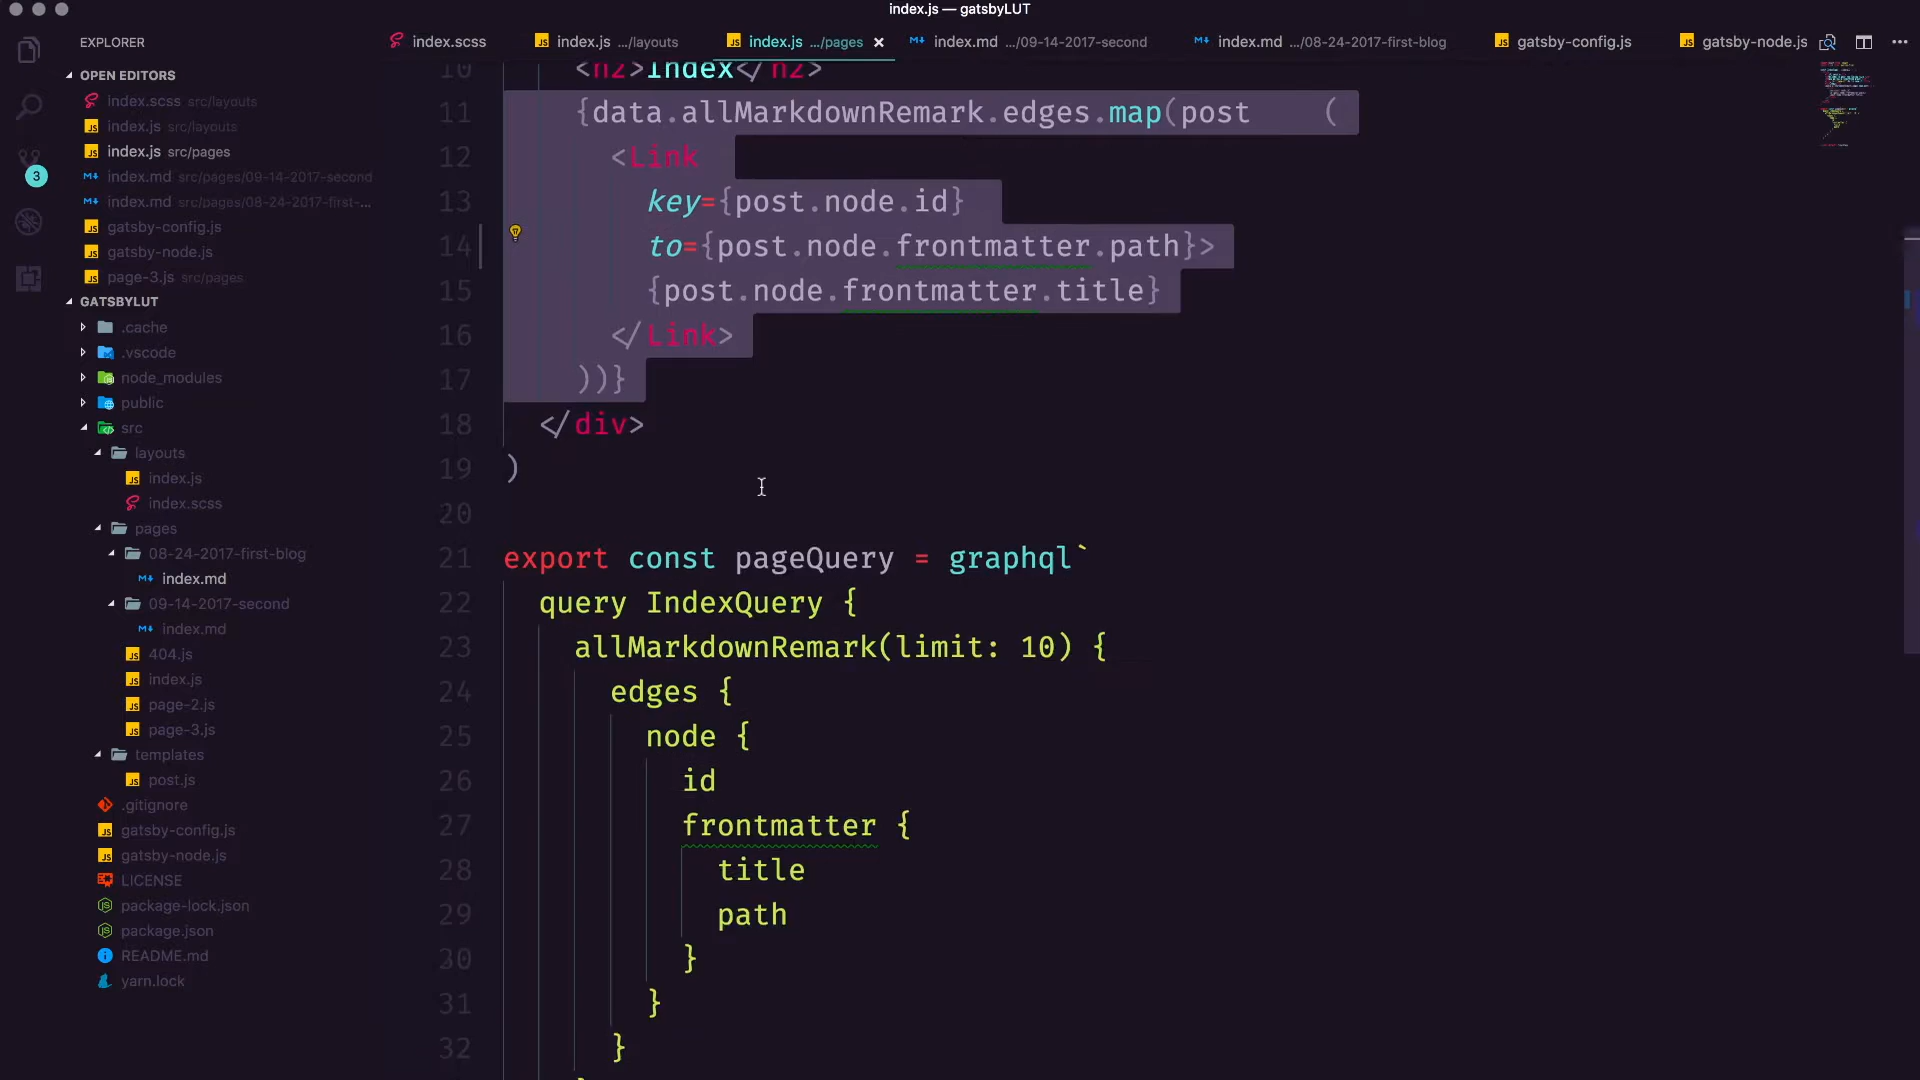 index.js — gatsbyLUT
EXPLORER
OPEN EDITORS
index.scss src/layouts
index.js src/layouts
index.js src/pages
index.md src/pages/09-14-2017-second
index.md src/pages/08-24-2017-first-...
gatsby-config.js
gatsby-node.js
page-3.js src/pages
3
GATSBYLUT
.cache
.vscode
node_modules
public
src
layouts
index.js
index.scss
pages
08-24-2017-first-blog
index.md
09-14-2017-second
index.md
404.js
index.js
page-2.js
page-3.js
templates
post.js
.gitignore
gatsby-config.js
gatsby-node.js
LICENSE
package-lock.json
package.json
README.md
yarn.lock
index.scss
index.js .../layouts
index.js .../pages
index.md .../09-14-2017-second
index.md .../08-24-2017-first-blog
gatsby-config.js
gatsby-node.js
10 <h2>Index</h2>
11 {data.allMarkdownRemark.edges.map(post (
12 <Link
13 key={post.node.id}
14 to={post.node.frontmatter.path}>
15 {post.node.frontmatter.title}
16 </Link>
17 ))}
18 </div>
19 )
20
21 export const pageQuery = graphql`
22 query IndexQuery {
23 allMarkdownRemark(limit: 10) {
24 edges {
25 node {
26 id
27 frontmatter {
28 title
29 path
30 }
31 }
32 }